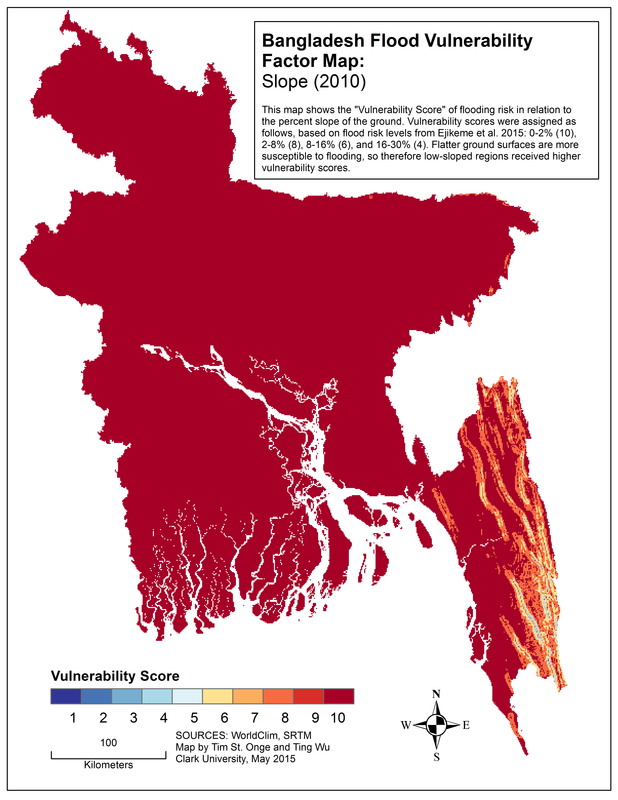 Bangladesh Flood Vulnerability
Factor Map:
Slope (2010)
This map shows the "Vulnerability Score" of flooding risk in relation to
the percent slope of the ground. Vulnerability scores were assigned as
follows, based on flood risk levels from Ejikeme et al. 2015: 0-2% (10),
2-8% (8), 8-16% (6), and 16-30% (4). Flatter ground surfaces are more
susceptible to flooding, so therefore low-sloped regions received higher
vulnerability scores.
Vulnerability Score
1 2 3 4 5 6 7 8 9 10
100
Kilometers
SOURCES: WorldClim, SRTM
Map by Tim St. Onge and Ting Wu
Clark University, May 2015
N
W E
S